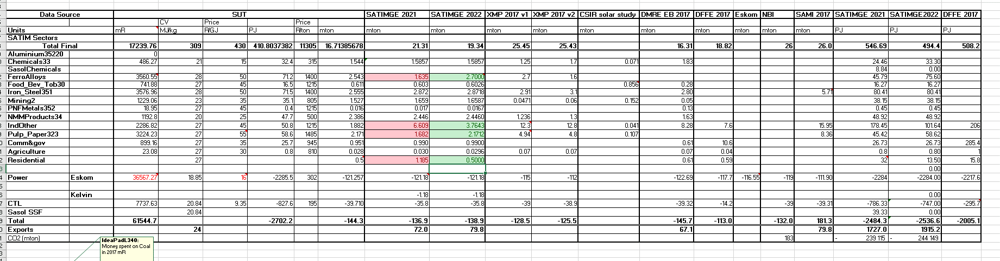 Data Source SUT SATIMGE 2021 SATIMGE 2022 XMP 2017 v1 XMP 2017 v2 CSIR solar study DMRE EB 2017 DFFE 2017 Eskom NBI SAMI 2017 SATIMGE 2021 SATIMGE2022 DFFE 2017
CV Price Price
Units mR MJ/kg R/GJ PJ R/ton mton mton mton mton mton mton mton mton mton mton mton PJ PJ PJ
SATIM Sectors
Total Final 17239.76 309 430 410.8037382 11305 16.71385678 21.31 19.34 25.45 25.43 16.31 18.82 26 26.0 546.69 494.4 508.2
Aluminium35220 0
Chemicals33 486.27 21 15 32.4 315 1.544 1.5857 1.5857 1.25 1.7 0.071 1.83 24.46 33.30
SasolChemicals 8.84 0.00
FerroAlloys 3560.55 28 50 71.2 1400 2.543 1.635 2.7000 2.7 1.6 45.79 75.60
Food_Bev_Tob30 741.88 27 45 16.5 1215 0.611 0.603 0.6026 0.856 0.28 16.27 16.27
Iron_Steel351 3576.96 28 50 71.5 1400 2.555 2.872 2.8718 2.91 3.1 2.80 5.71 80.41 80.41
Mining2 1229.06 23 35 35.1 805 1.527 1.659 1.6587 0.0471 0.06 0.152 0.05 38.15 38.15
PNFMetals352 18.95 27 45 0.4 1215 0.016 0.017 0.0167 0.13 0.45 0.45
NMMProducts34 1192.8 20 25 47.7 500 2.386 2.446 2.4460 1.236 1.3 1.63 48.92 48.92
IndOther 2286.82 27 45 50.8 1215 1.882 6.609 3.7643 12.3 12.8 0.041 8.28 7.6 15.95 178.45 101.64 206
Pulp_Paper323 3224.23 27 55 58.6 1485 2.171 1.682 2.1712 4.94 4.8 0.107 8.36 45.42 58.62
Comm&gov 899.16 27 35 25.7 945 0.951 0.990 0.9900 0.61 10.6 26.73 26.73 285.4
Agriculture 23.08 27 30 0.8 810 0.028 0.030 0.0296 0.07 0.07 0.07 0.04 0.8 0.80 1
Residential 27 0.5 1.185 0.5000 0.61 0.59 32 13.50 15.8
0.00
Power Eskom 36567.27 18.85 16 -2285.5 302 -121.257 -121.18 -121.18 -115 -112 -122.69 -117.7 -116.55 -119 -111.90 -2284 -2284.00 -2217.6
Kelvin -1.18 -1.18 0.00
CTL 7737.63 20.84 9.35 -827.6 195 -39.710 -35.8 -35.8 -39 -38.9 -39.32 -14.2 -39 -39.31 -786.33 -747.00 -295.7
Sasol SSF 20.84 39.33 0.00
Total 61544.7 -2702.2 -144.3 -136.9 -138.9 -128.5 -125.5 -145.7 -113.0 -132.0 181.3 -2484.3 -2536.6 -2005.1
Exports 24 72.0 79.8 67.1 79.8 1727.0 1915.2
CO2 (mton) 183 - 239 115 - 244 149
IdeaPadL340:
Money spent on Coal
in 2017 mR